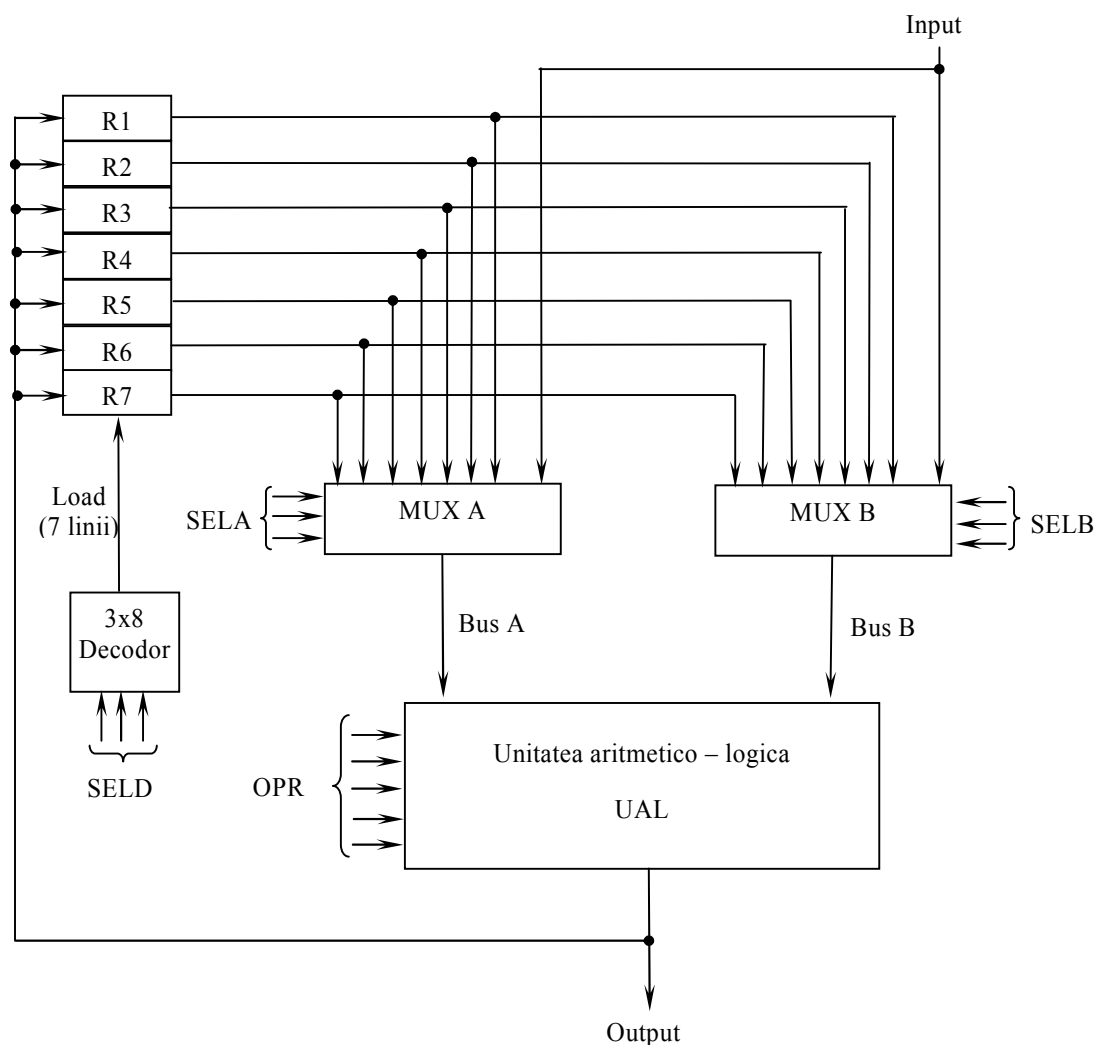 Input
R1
R2
R3
R4
R5
R6
R7
Load
(7 linii)
SELA
MUX A
MUX B
SELB
3x8
Decodor
Bus A
Bus B
SELD
OPR
Unitatea aritmetico – logica
UAL
Output